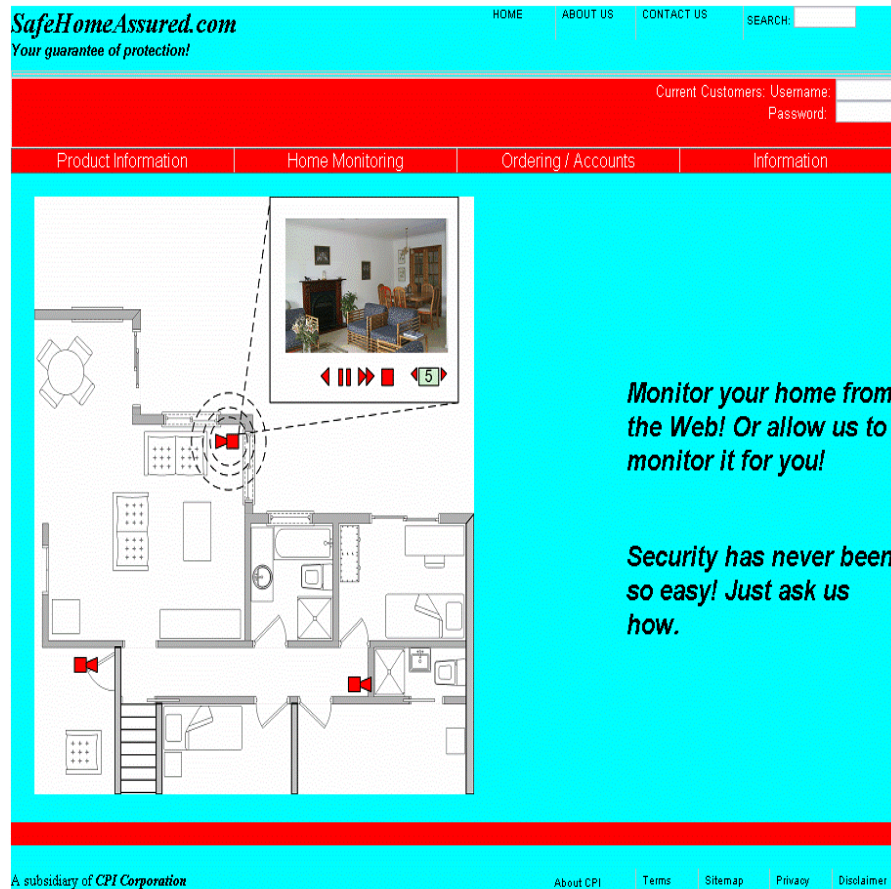 SafeHomeAssured.com
HOME ABOUT US CONTACT US SEARCH:
Your guarantee of protection!
Current Customers: Username:
Password:
Product Information Home Monitoring Ordering / Accounts Information
5
Monitor your home from
the Web! Or allow us to
monitor it for you!
Security has never been
so easy! Just ask us
how.
A subsidiary of CPI Corporation
About CPI Terms Sitemap Privacy Disclaimer